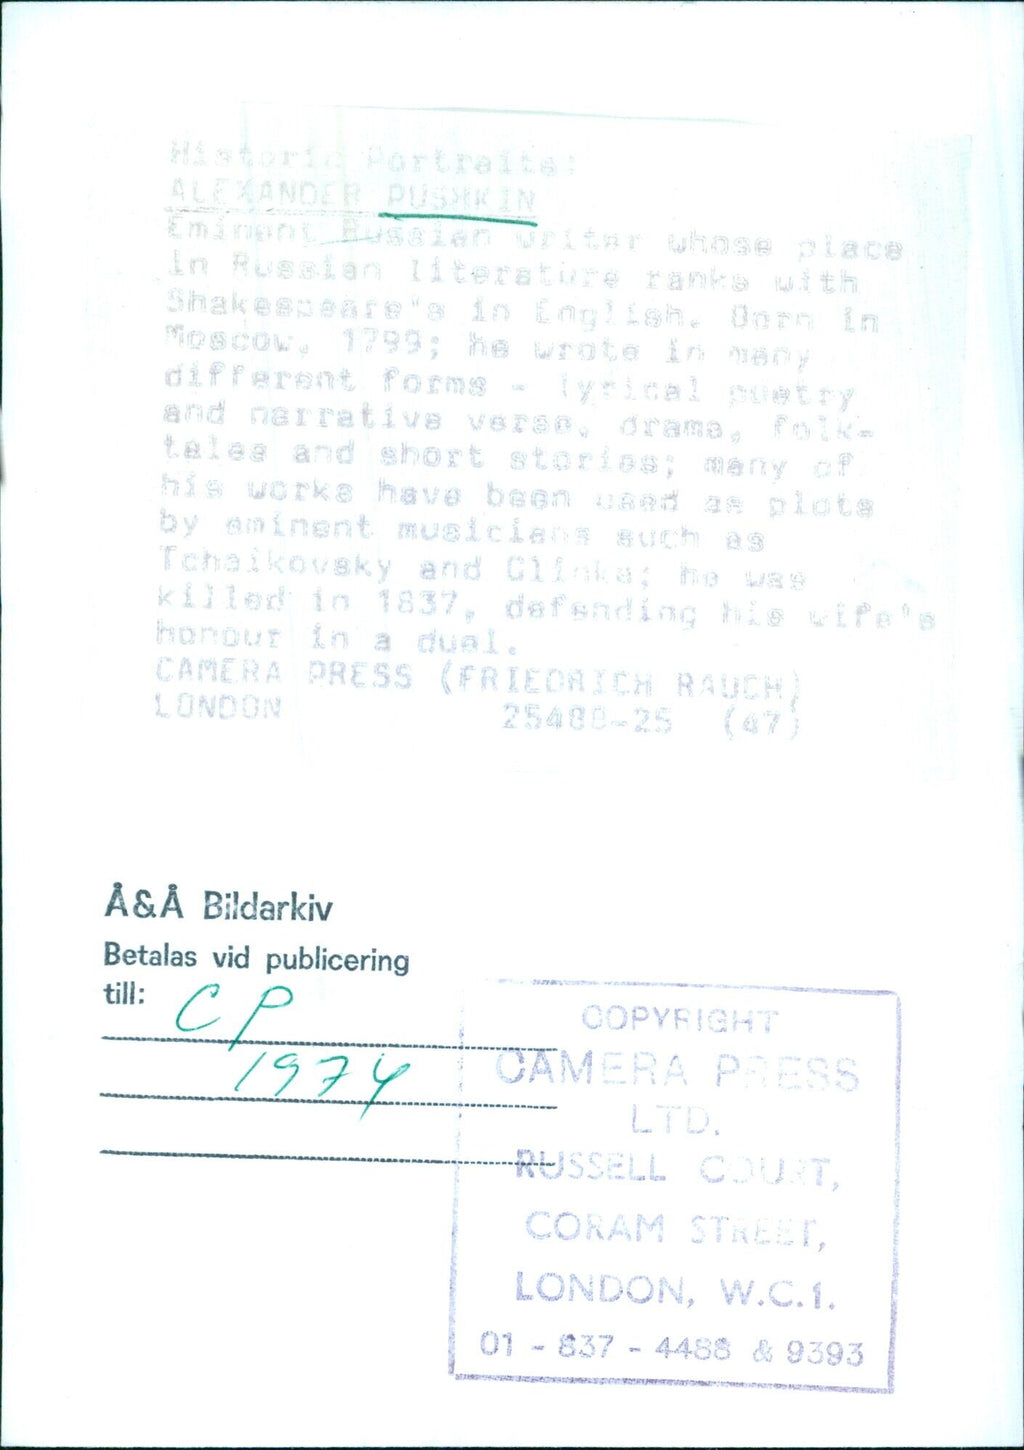 Historic Portraits:
ALEXANDER PUSHKIN
Eminent Russian writer whose place
in Russian literature ranks with
Shakespeare's in English. Born in
Moscow, 1799; he wrote in many
different forms - lyrical poetry
and narrative verse, drama, folk-
tales and short stories; many of
his works have been used as plots
by eminent musicians such as
Tchaikovsky and Glinka; he was
killed in 1837, defending his wife's
honour in a duel.
CAMERA PRESS (FRIEDRICH RAUCH)
LONDON 25488-25 (47)
Å&Å Bildarkiv
Betalas vid publicering
till: CP
1974
COPYRIGHT
CAMERA PRESS
LTD.
RUSSELL COURT,
CORAM STREET,
LONDON, W.C.1.
01 - 837 - 4488 & 9393